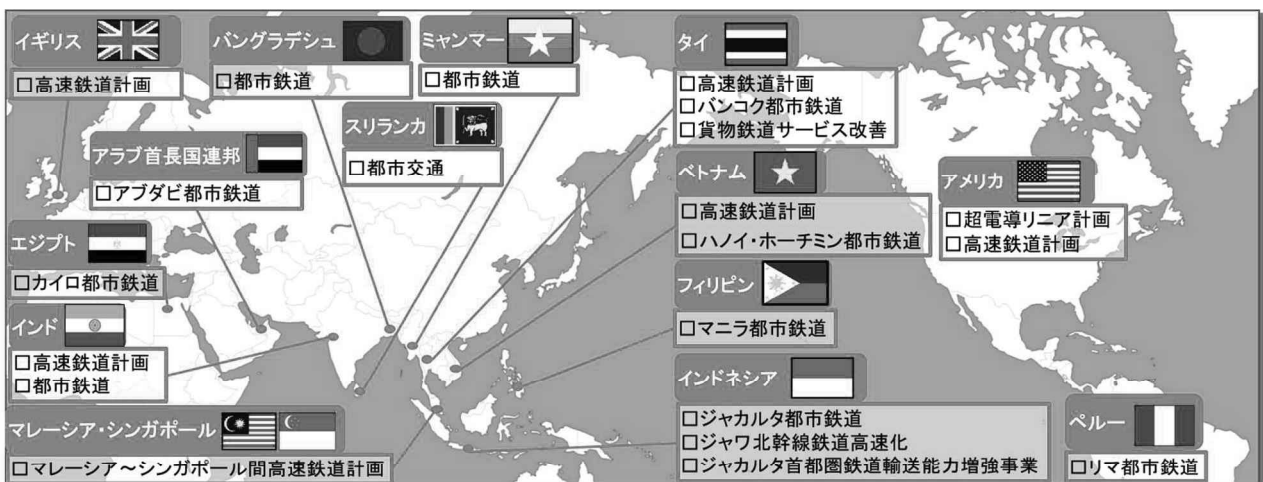 イギリス
□高速鉄道計画
バングラデシュ
□都市鉄道
ミャンマー
□都市鉄道
タイ
□高速鉄道計画
□バンコク都市鉄道
□貨物鉄道サービス改善
スリランカ
□都市交通
アラブ首長国連邦
□アブダビ都市鉄道
ベトナム
□高速鉄道計画
□ハノイ・ホーチミン都市鉄道
アメリカ
□超電導リニア計画
□高速鉄道計画
エジプト
□カイロ都市鉄道
フィリピン
□マニラ都市鉄道
インド
□高速鉄道計画
□都市鉄道
インドネシア
□ジャカルタ都市鉄道
□ジャワ北幹線鉄道高速化
□ジャカルタ首都圏鉄道輸送能力増強事業
マレーシア・シンガポール
□マレーシア～シンガポール間高速鉄道計画
ペルー
□リマ都市鉄道